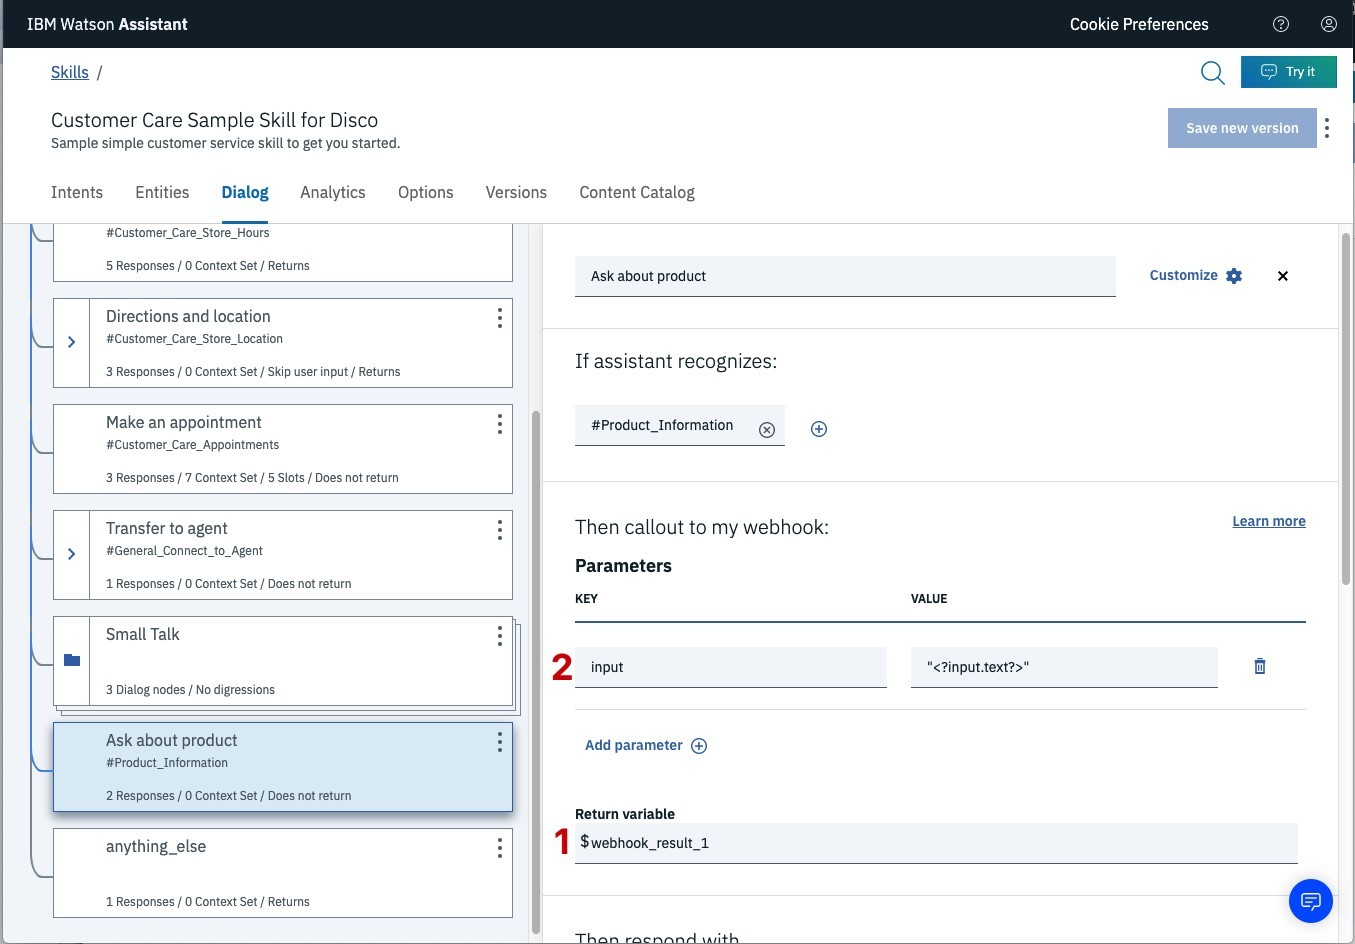 IBM Watson Assistant
Cookie Preferences
Skills /
Try it
Customer Care Sample Skill for Disco
Sample simple customer service skill to get you started.
Save new version
Intents Entities Dialog Analytics Options Versions Content Catalog
#Customer_Care_Store_Hours
5 Responses / 0 Context Set / Returns
Directions and location
#Customer_Care_Store_Location
3 Responses / 0 Context Set / Skip user input / Returns
Make an appointment
#Customer_Care_Appointments
3 Responses / 7 Context Set / 5 Slots / Does not return
Transfer to agent
#General_Connect_to_Agent
1 Responses / 0 Context Set / Does not return
Small Talk
3 Dialog nodes / No digressions
Ask about product
#Product_Information
2 Responses / 0 Context Set / Does not return
anything_else
1 Responses / 0 Context Set / Returns
Ask about product
Customize
If assistant recognizes:
#Product_Information
Then callout to my webhook:
Learn more
Parameters
KEY VALUE
2 input "<?input.text?>"
Add parameter
Return variable
1 $webhook_result_1
Then respond with